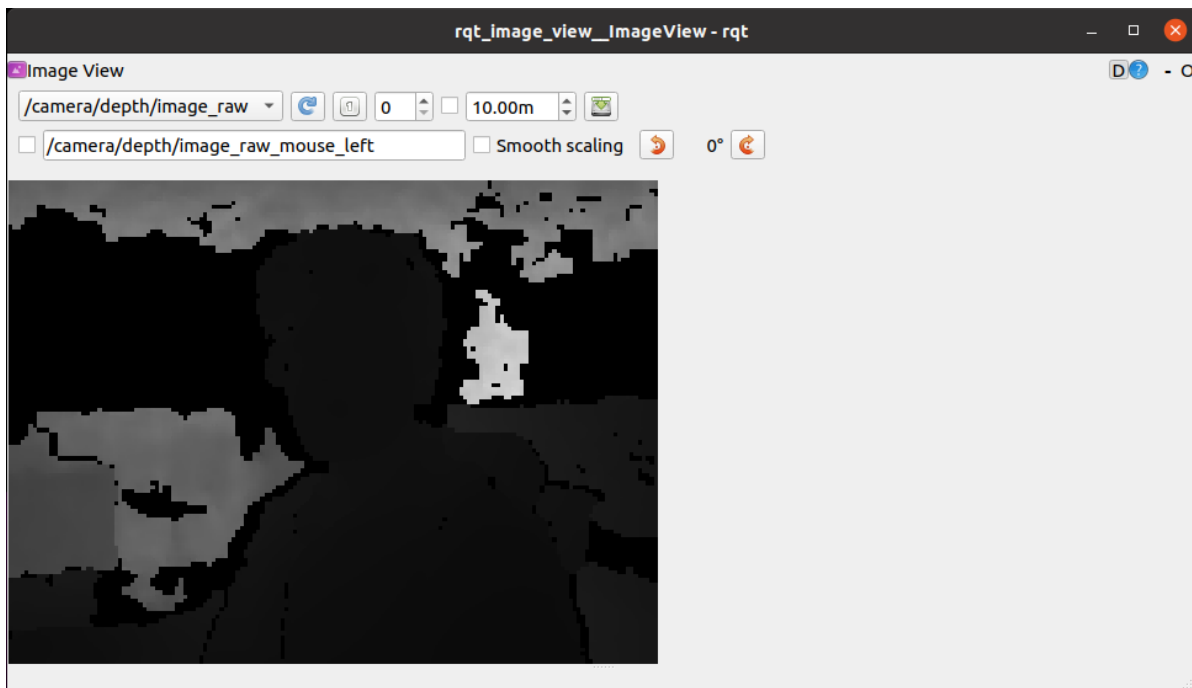 rqt_image_view__ImageView - rqt
Image View
D ? - O
/camera/depth/image_raw 0 10.00m
/camera/depth/image_raw_mouse_left Smooth scaling 0°